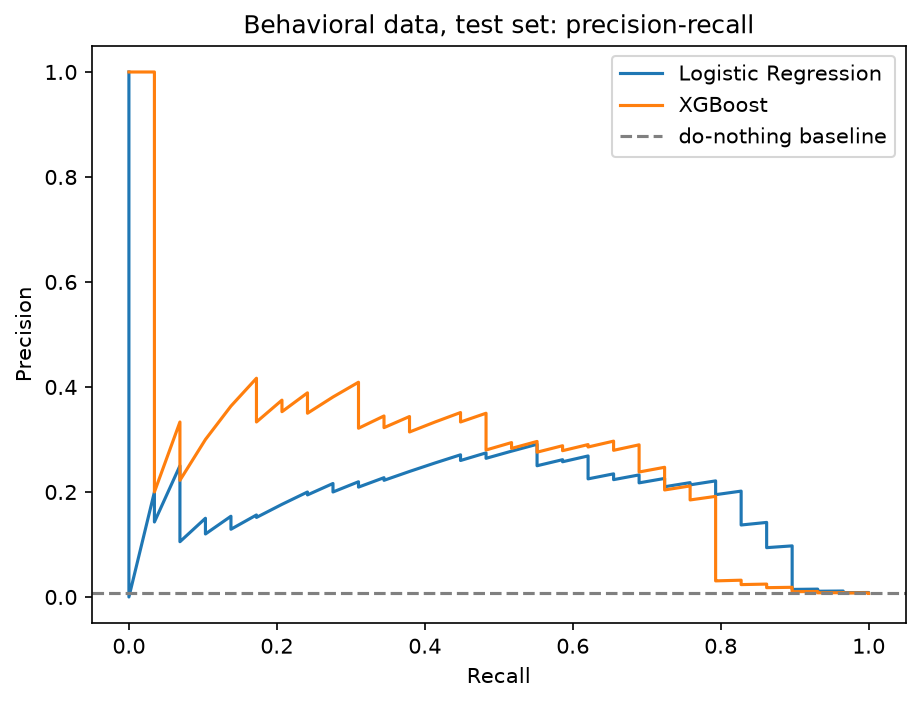 Behavioral data, test set: precision-recall
Logistic Regression
XGBoost
do-nothing baseline
Precision
1.0
0.8
0.6
0.4
0.2
0.0
0.0 0.2 0.4 0.6 0.8 1.0
Recall